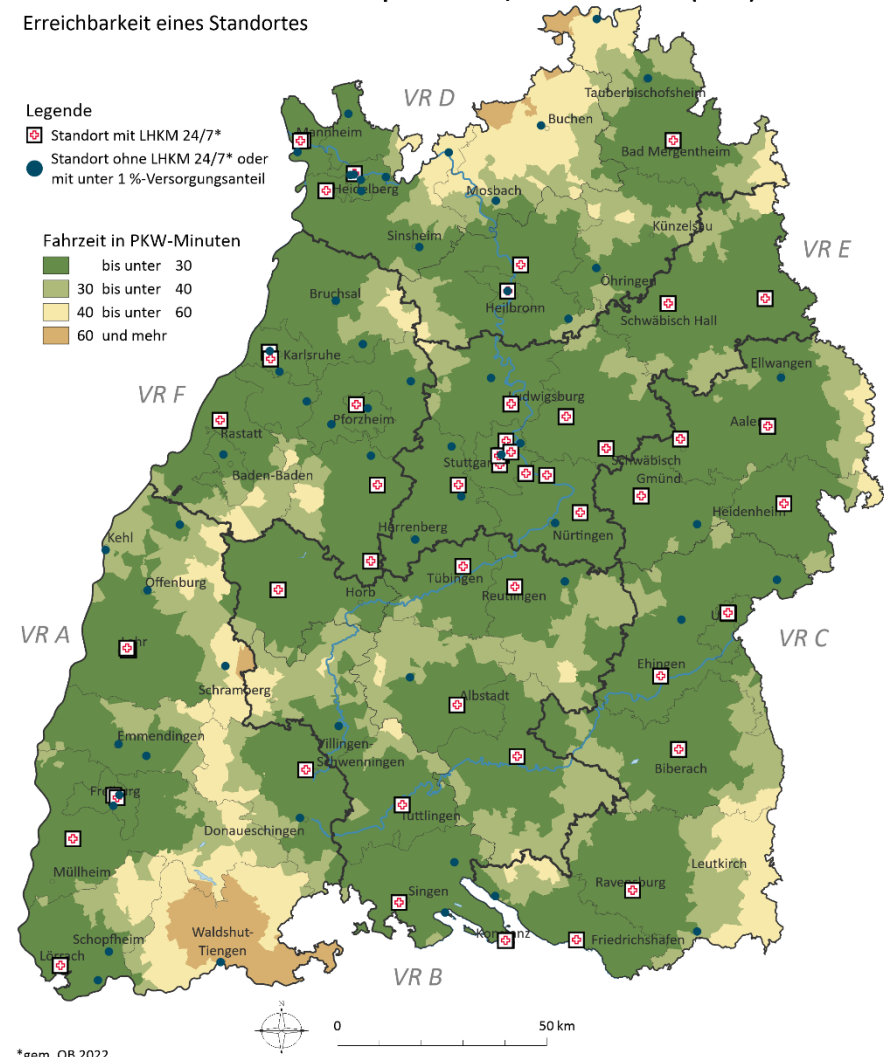 Erreichbarkeit eines Standortes
Legende
Standort mit LHKM 24/7*
Standort ohne LHKM 24/7* oder
mit unter 1 %-Versorgungsanteil
Fahrzeit in PKW-Minuten
bis unter 30
30 bis unter 40
40 bis unter 60
60 und mehr
VR D
Tauberbischofsheim
Buchen
Mannheim
Bad Mergentheim
Heidelberg
Mosbach
Künzelsau
Sinsheim
VR E
Öhringen
Bruchsal
Heilbronn
Schwäbisch Hall
Karlsruhe
Ellwangen
VR F
Ludwigsburg
Pforzheim
Aalen
Rastatt
Stuttgart
Schwäbisch
Gmünd
Baden-Baden
Heidenheim
Herrenberg
Nürtingen
Kehl
Tübingen
Offenburg
Horb
Reutlingen
VR A
VR C
Ehingen
Schramberg
Albstadt
Emmendingen
Villingen-
Schwenningen
Biberach
Freiburg
Tuttlingen
Donaueschingen
Müllheim
Leutkirch
Ravensburg
Singen
Waldshut-
Tiengen
Schopfheim
Konstanz
Friedrichshafen
Lörrach
VR B
N
0 50 km
*gem. QB 2022